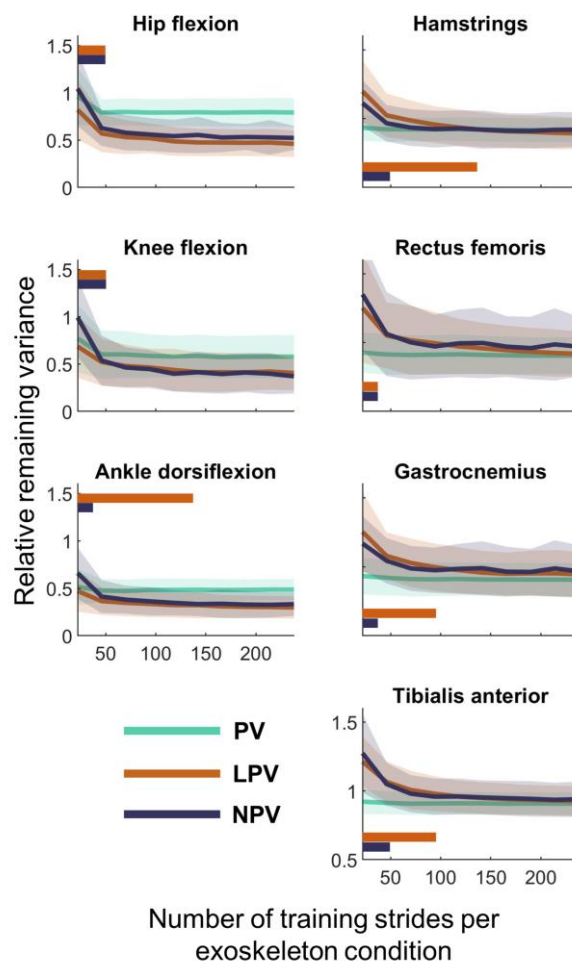 Hip flexion
Hamstrings
1.5
1
0.5
0
Knee flexion
Rectus femoris
1.5
1
0.5
0
Relative remaining variance
Ankle dorsiflexion
Gastrocnemius
1.5
1
0.5
0
50 100 150 200
Tibialis anterior
PV
LPV
NPV
1.5
1
0.5
50 100 150 200
Number of training strides per
exoskeleton condition